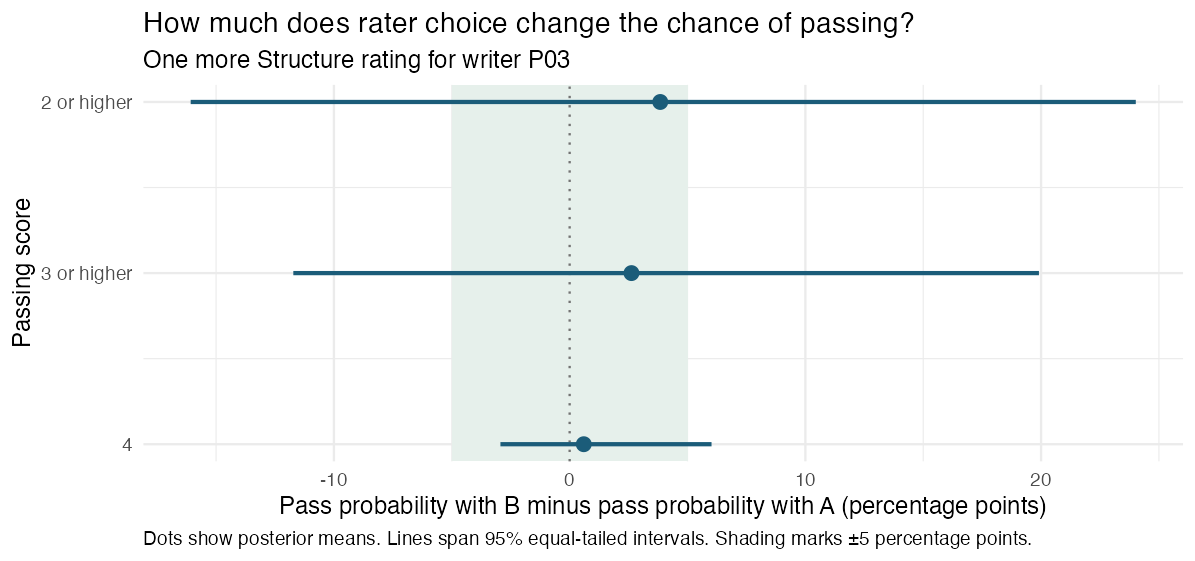 How much does rater choice change the chance of passing?
One more Structure rating for writer P03
Passing score
2 or higher
3 or higher
4
-10 0 10 20
Pass probability with B minus pass probability with A (percentage points)
Dots show posterior means. Lines span 95% equal-tailed intervals. Shading marks ±5 percentage points.